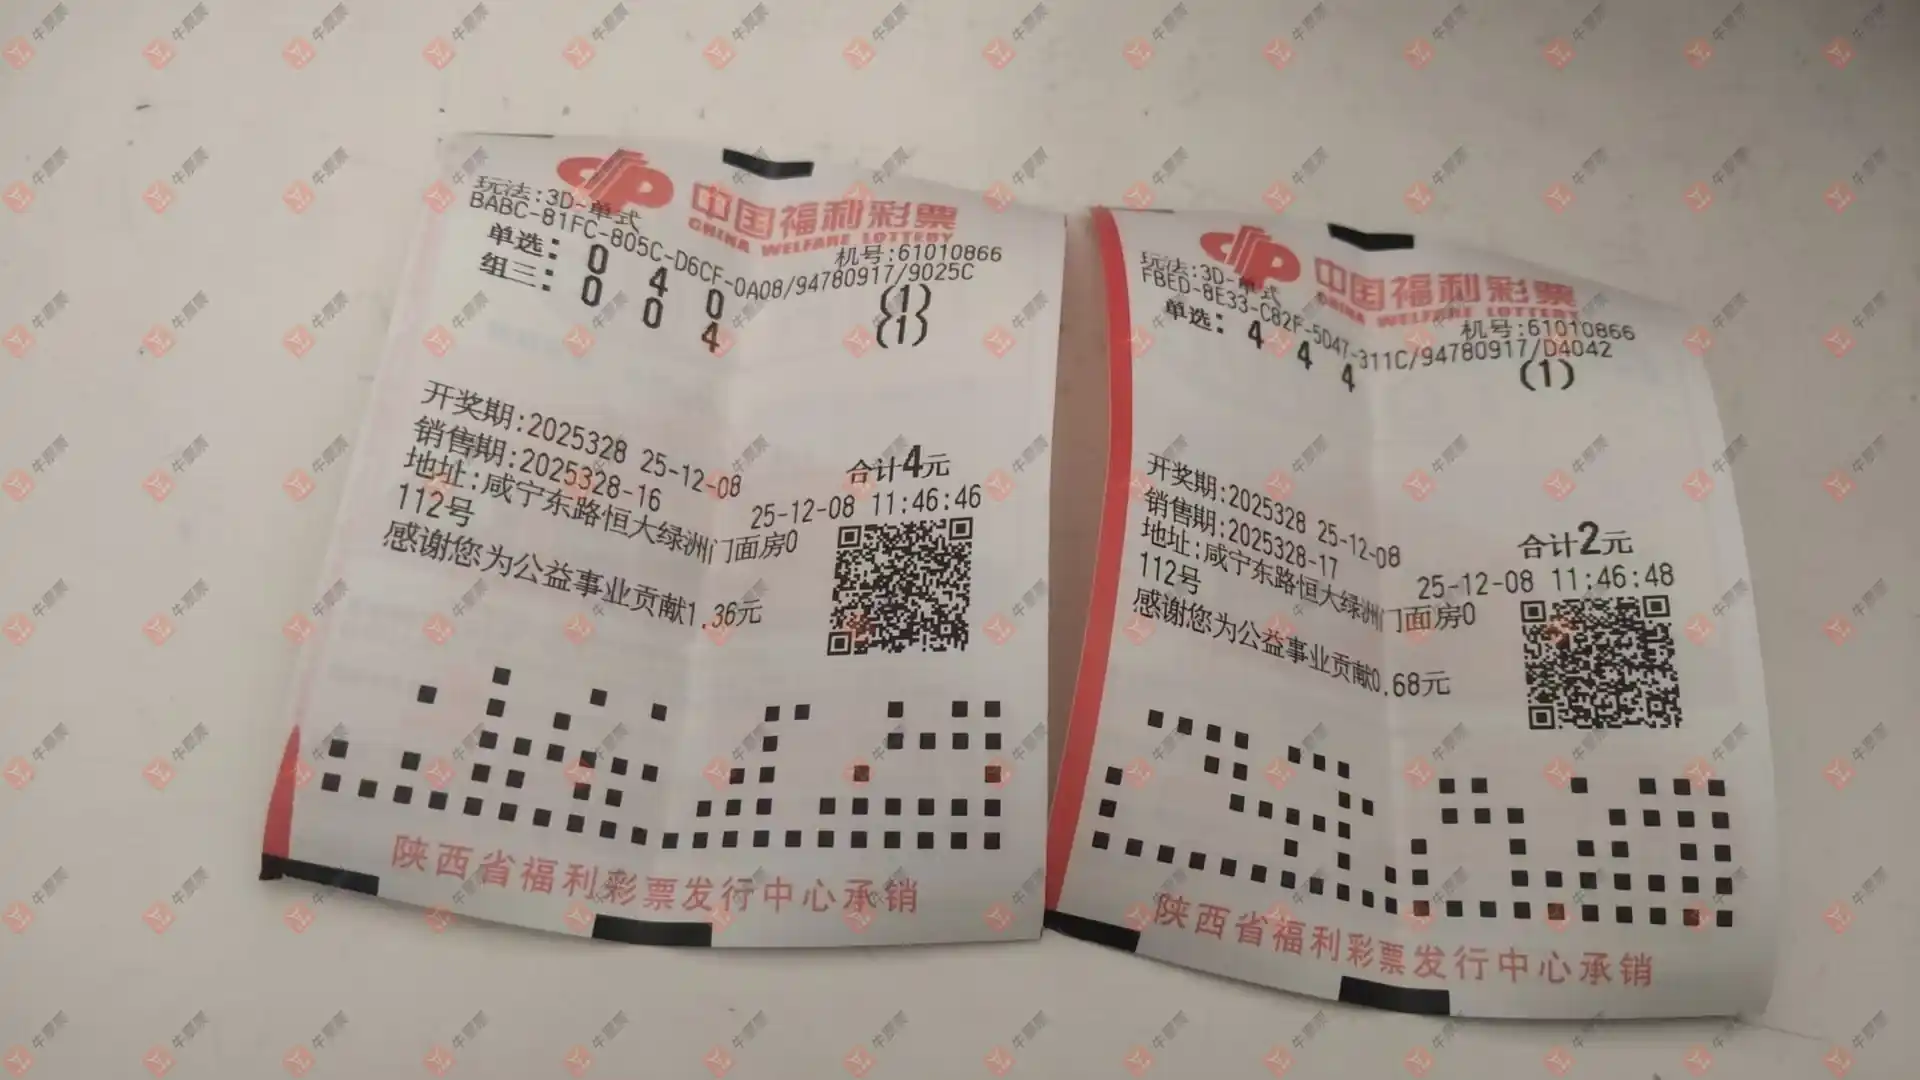 中国福利彩票
CHINA WELFARE LOTTERY
玩法:3D-单式
机号:61010866
BABC-81FC-805C-D6CF-0A08/94780917/9025C
单选: 0 4 0 (1)
组三: 0 0 4 (1)
开奖期:2025328 25-12-08
合计4元
销售期:2025328-16
25-12-08 11:46:46
地址:咸宁东路恒大绿洲门面房0
112号
感谢您为公益事业贡献1.36元
陕西省福利彩票发行中心承销
中国福利彩票
CHINA WELFARE LOTTERY
玩法:3D-单式
机号:61010866
FBED-8E33-C82F-5D47-311C/94780917/D4042
单选: 4 4 4 (1)
开奖期:2025328 25-12-08
合计2元
销售期:2025328-17
25-12-08 11:46:48
地址:咸宁东路恒大绿洲门面房0
112号
感谢您为公益事业贡献0.68元
陕西省福利彩票发行中心承销
牛票票